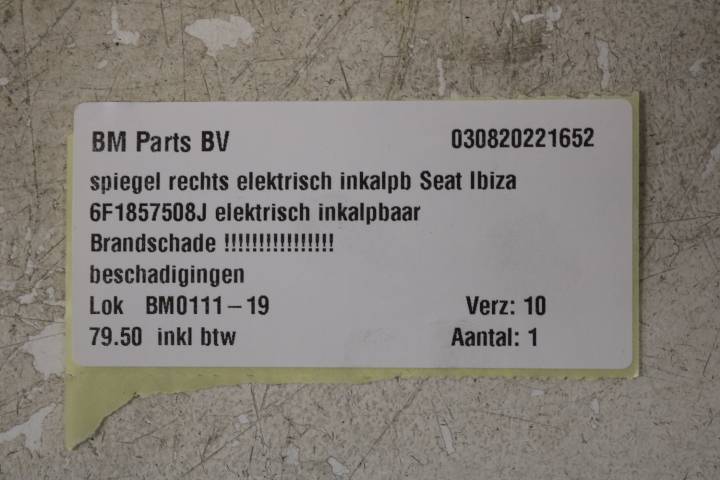 BM Parts BV 030820221652
spiegel rechts elektrisch inkalpb Seat Ibiza
6F1857508J elektrisch inkalpbaar
Brandschade !!!!!!!!!!!!!!!!
beschadigingen
Lok BM0111-19 Verz: 10
79.50 inkl btw Aantal: 1